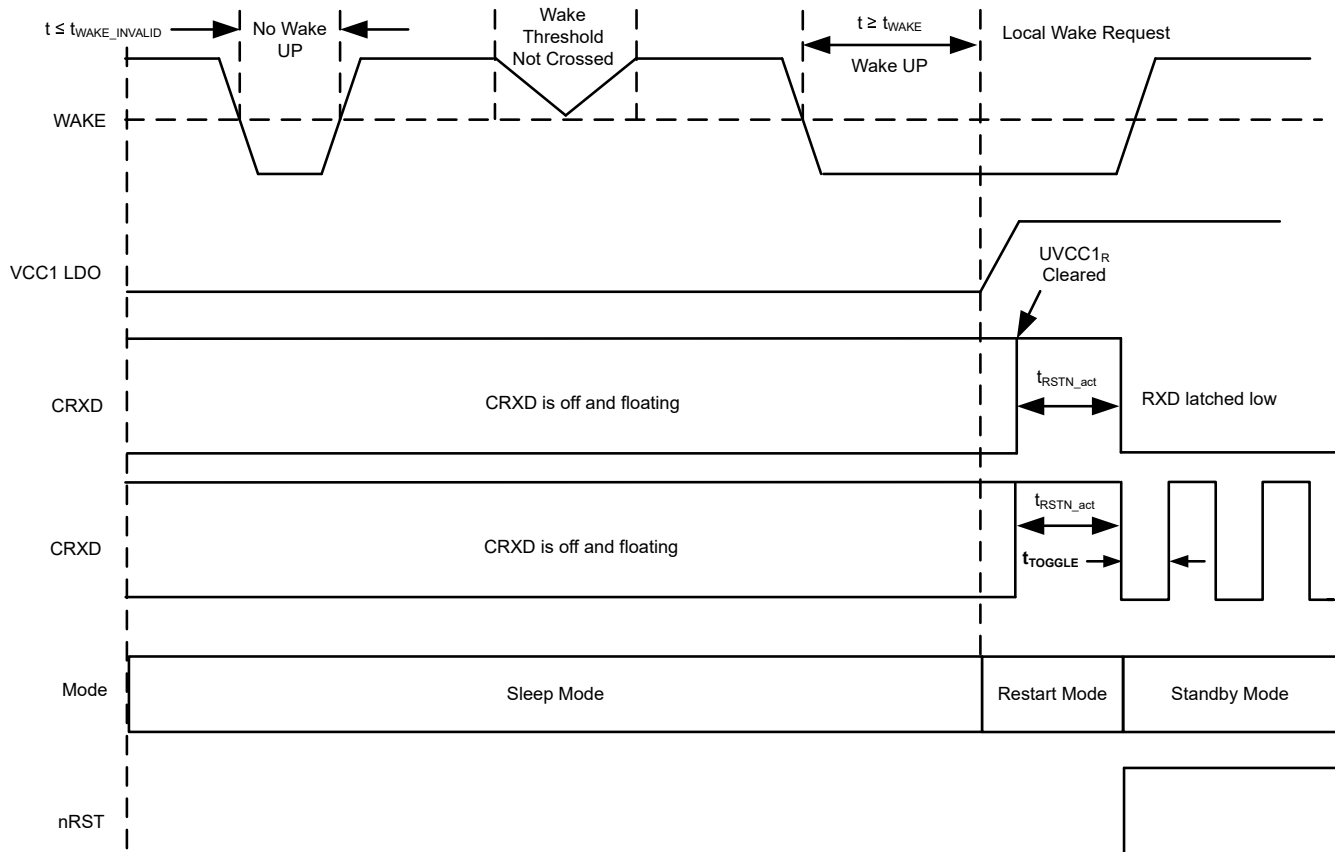 t ≤ tWAKE_INVALID
No Wake
UP
Wake
Threshold
Not Crossed
t ≥ tWAKE
Wake UP
Local Wake Request
WAKE
VCC1 LDO
UVCC1R
Cleared
CRXD
CRXD is off and floating
tRSTN_act
RXD latched low
CRXD
CRXD is off and floating
tRSTN_act
tTOGGLE
Mode
Sleep Mode
Restart Mode
Standby Mode
nRST